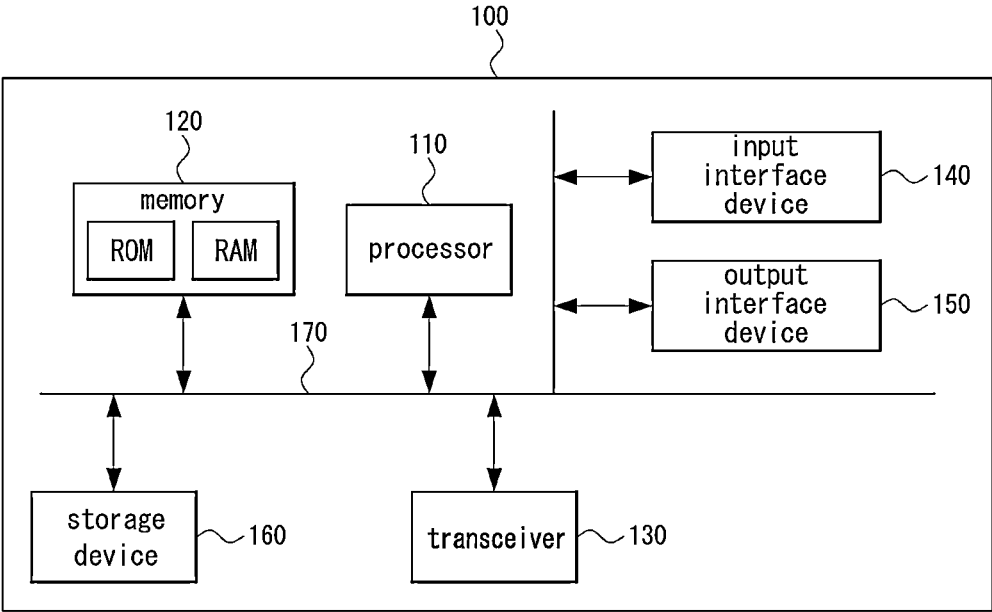 100
120
memory
ROM
RAM
110
processor
input
interface
device
140
output
interface
device
150
170
storage
device
160
transceiver
130